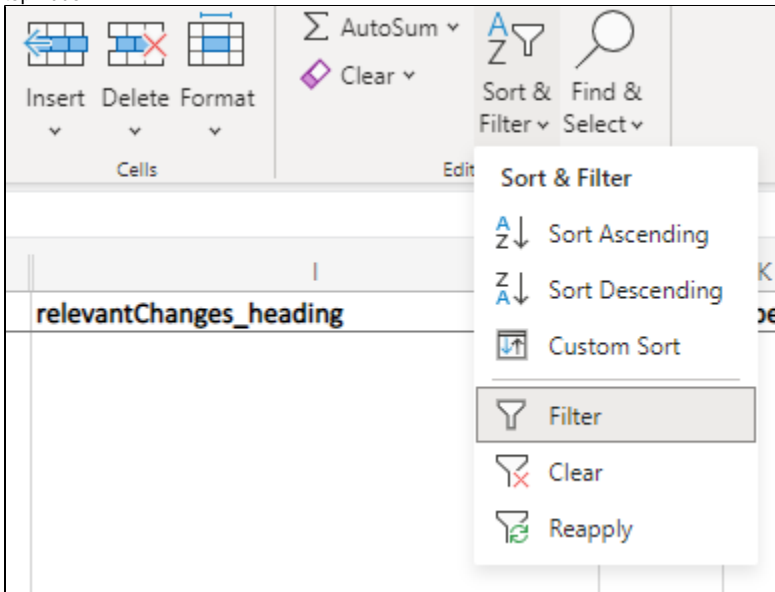 AutoSum
Clear
Insert Delete Format
Sort &
Filter
Find &
Select
Cells
Edit
Sort & Filter
Sort Ascending
Sort Descending
Custom Sort
Filter
Clear
Reapply
I
K
relevantChanges_heading